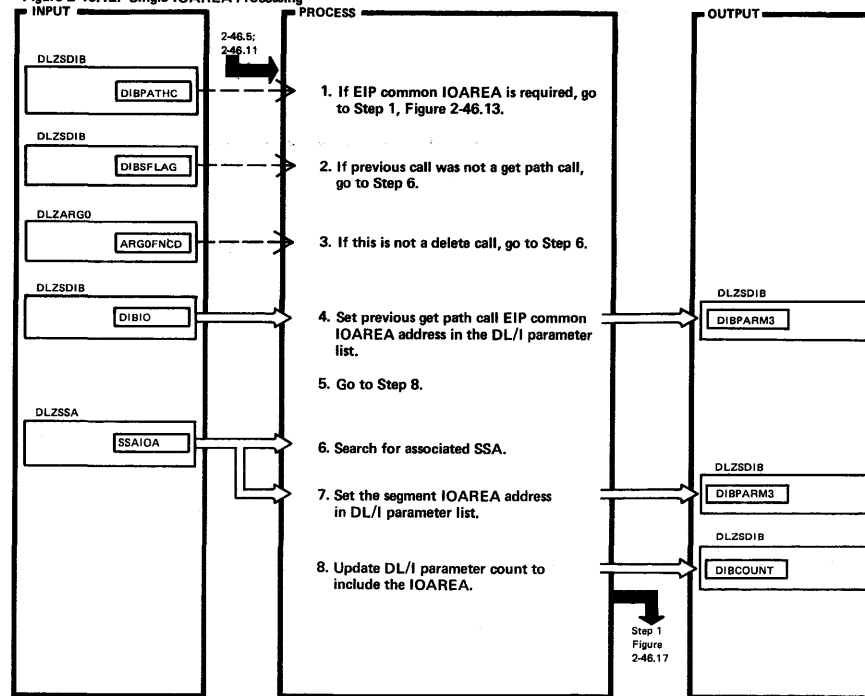 Figure 2-46.12. Single IOAREA Processing
INPUT
PROCESS
OUTPUT
2-46.5;
2-46.11
DLZSDIB
DIBPATHC
1. If EIP common IOAREA is required, go
to Step 1, Figure 2-46.13.
DLZSDIB
DIBSFLAG
2. If previous call was not a get path call,
go to Step 6.
DLZARG0
ARG0FNCD
3. If this is not a delete call, go to Step 6.
DLZSDIB
DIBIO
4. Set previous get path call EIP common
IOAREA address in the DL/I parameter
list.
DLZSDIB
DIBPARM3
5. Go to Step 8.
DLZSSA
SSAIOA
6. Search for associated SSA.
7. Set the segment IOAREA address
in DL/I parameter list.
DLZSDIB
DIBPARM3
8. Update DL/I parameter count to
include the IOAREA.
DLZSDIB
DIBCOUNT
Step 1
Figure
2-46.17